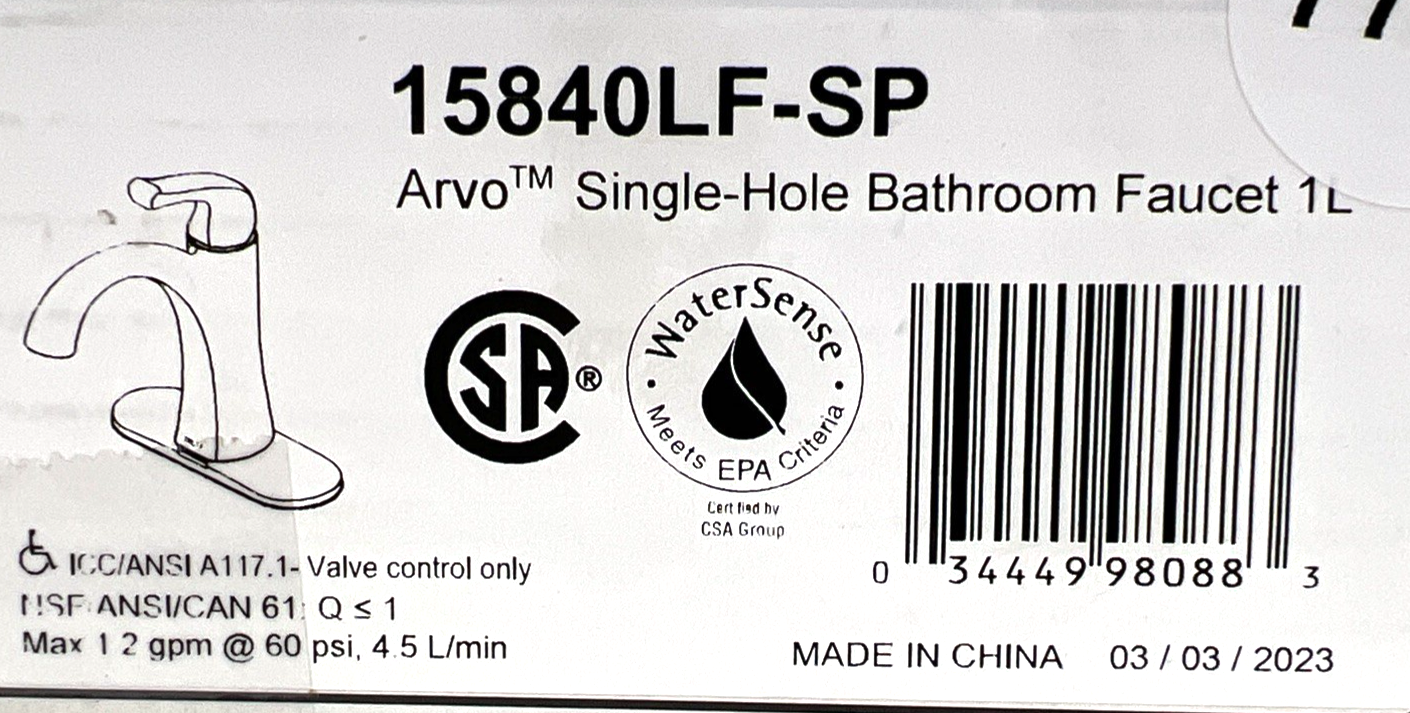 77
15840LF-SP
Arvo™ Single-Hole Bathroom Faucet 1L
CSA®
WaterSense
Meets EPA Criteria
Certified by
CSA Group
0 34449 98088 3
ICC/ANSI A117.1- Valve control only
NSF ANSI/CAN 61: Q ≤ 1
Max 1.2 gpm @ 60 psi, 4.5 L/min
MADE IN CHINA 03 / 03 / 2023